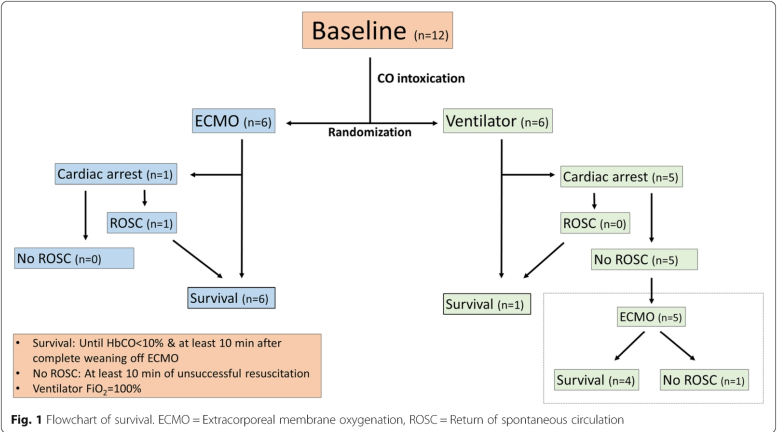 Baseline (n=12)
CO intoxication
ECMO (n=6)
Randomization
Ventilator (n=6)
Cardiac arrest (n=1)
ROSC (n=1)
No ROSC (n=0)
Survival (n=6)
Cardiac arrest (n=5)
ROSC (n=0)
No ROSC (n=5)
Survival (n=1)
ECMO (n=5)
Survival (n=4)
No ROSC (n=1)
• Survival: Until HbCO<10% & at least 10 min after
complete weaning off ECMO
• No ROSC: At least 10 min of unsuccessful resuscitation
• Ventilator FiO₂=100%
Fig. 1 Flowchart of survival. ECMO = Extracorporeal membrane oxygenation, ROSC = Return of spontaneous circulation